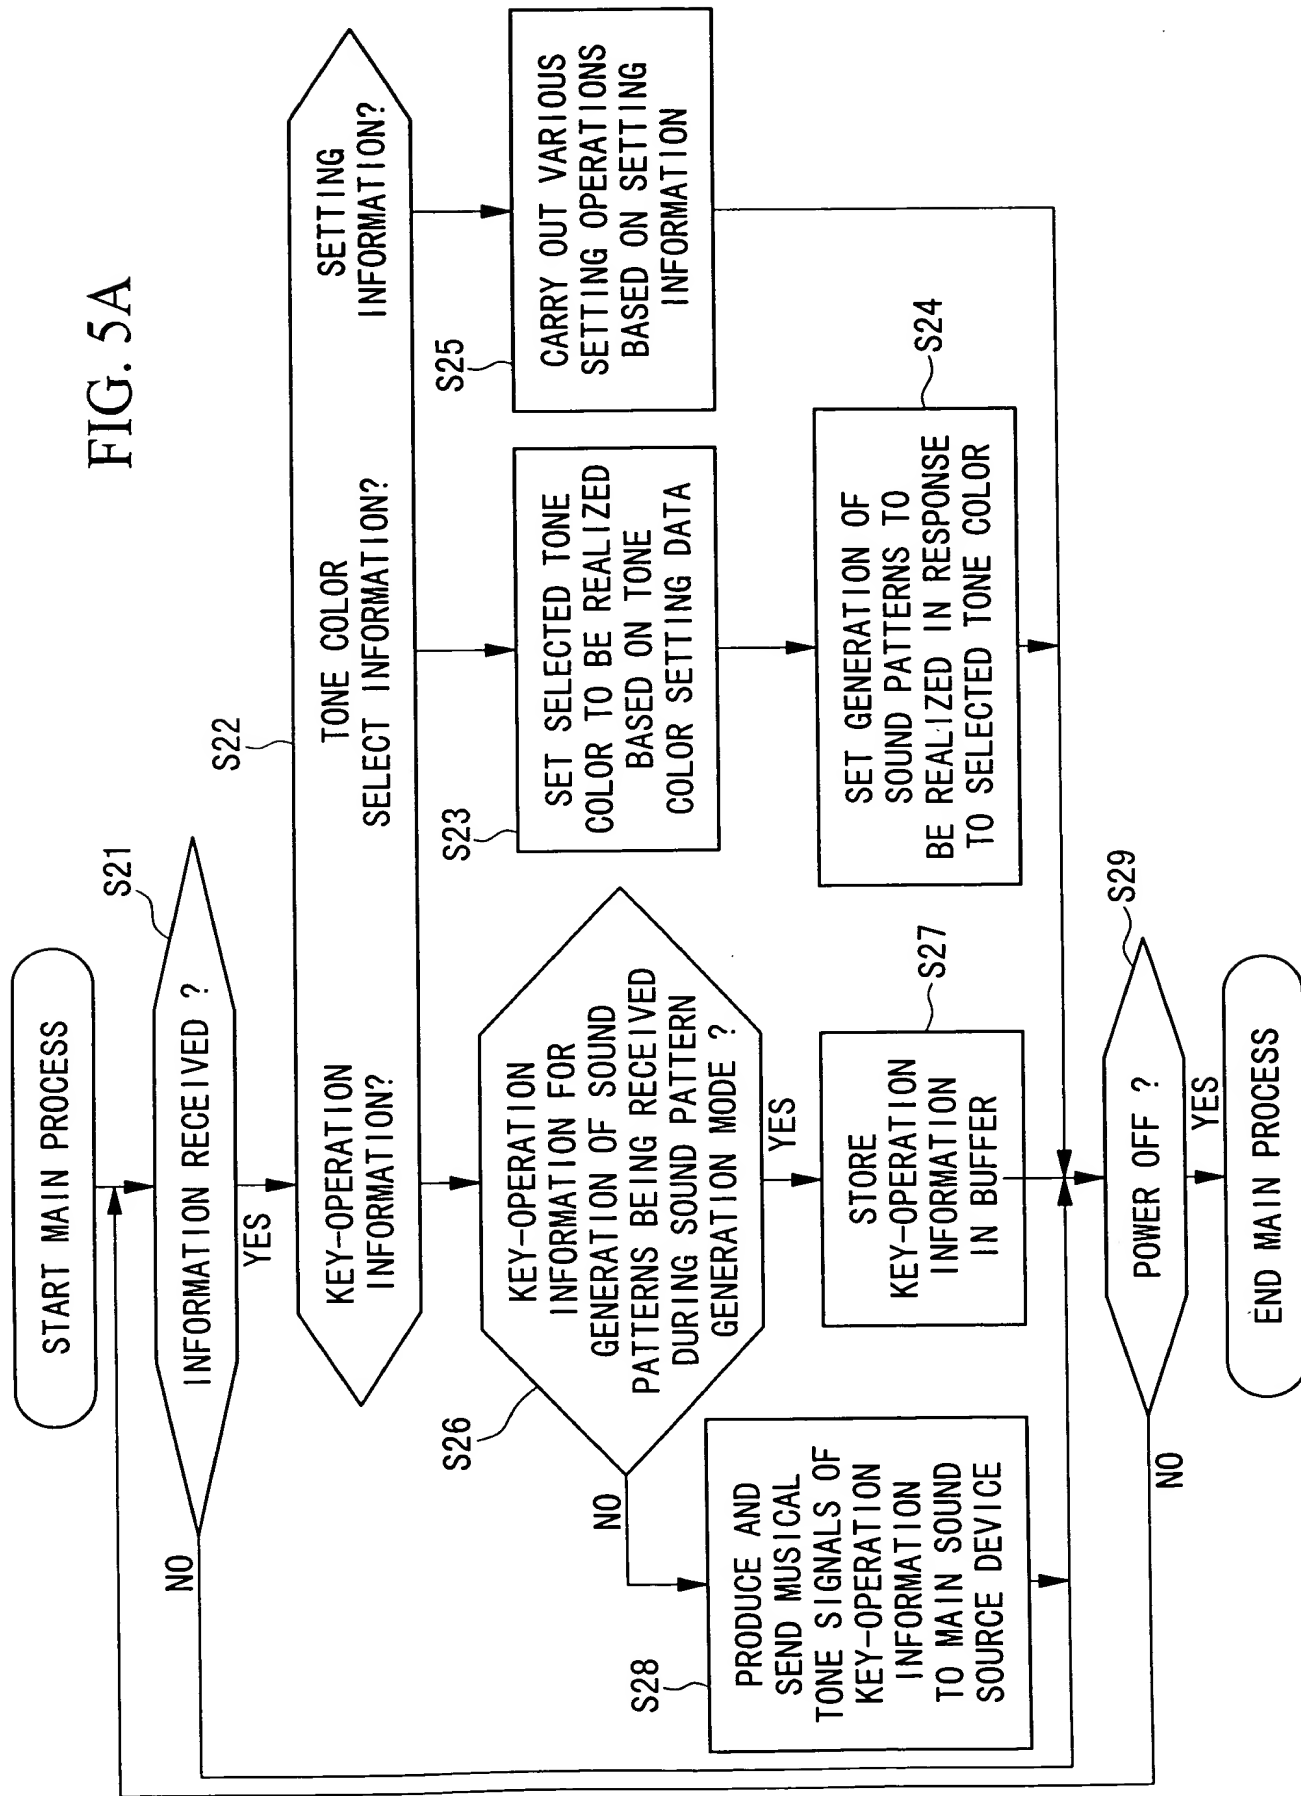 FIG. 5A
START MAIN PROCESS
S21
INFORMATION RECEIVED ?
NO
YES
S22
KEY-OPERATION
INFORMATION?
TONE COLOR
SELECT INFORMATION?
SETTING
INFORMATION?
S26
KEY-OPERATION
INFORMATION FOR
GENERATION OF SOUND
PATTERNS BEING RECEIVED
DURING SOUND PATTERN
GENERATION MODE ?
NO
YES
S23
SET SELECTED TONE
COLOR TO BE REALIZED
BASED ON TONE
COLOR SETTING DATA
S25
CARRY OUT VARIOUS
SETTING OPERATIONS
BASED ON SETTING
INFORMATION
S28
PRODUCE AND
SEND MUSICAL
TONE SIGNALS OF
KEY-OPERATION
INFORMATION
TO MAIN SOUND
SOURCE DEVICE
S27
STORE
KEY-OPERATION
INFORMATION
IN BUFFER
S24
SET GENERATION OF
SOUND PATTERNS TO
BE REALIZED IN RESPONSE
TO SELECTED TONE COLOR
S29
POWER OFF ?
NO
YES
END MAIN PROCESS